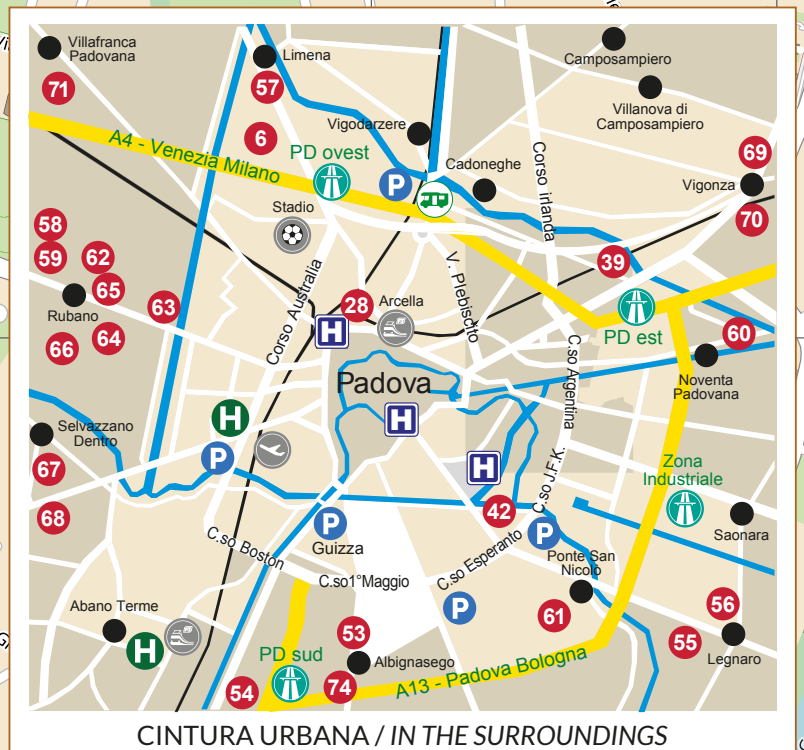 Villafranca
Padovana
71
Limena
57
6
Vigodarzere
Camposampiero
Villanova di
Camposampiero
69
Vigonza
70
A4 - Venezia Milano
PD ovest
P
Cadoneghe
Corso irlanda
Stadio
58
59
62
65
Rubano
63
64
66
Corso Australia
28
Arcella
H
V. Plebiscito
39
PD est
60
Noventa
Padovana
Padova
H
C.so Argentina
Selvazzano
Dentro
67
68
H
P
H
C.so J.F.K.
Zona
Industriale
42
P
Guizza
P
Saonara
C.so Boston
C.so1°Maggio
C.so Esperanto
Ponte San
Nicolò
P
61
56
55
Legnaro
Abano Terme
H
53
PD sud
Albignasego
54
74
A13 - Padova Bologna
CINTURA URBANA / IN THE SURROUNDINGS